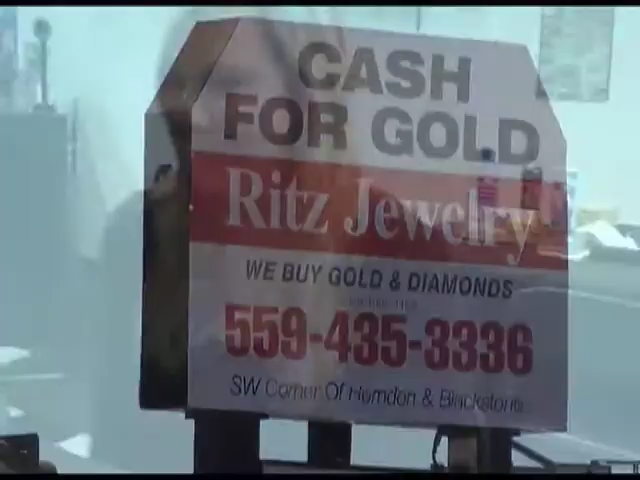 CASH
FOR GOLD
Ritz Jewelry
WE BUY GOLD & DIAMONDS
559-435-3336
SW Corner Of Herndon & Blackstone